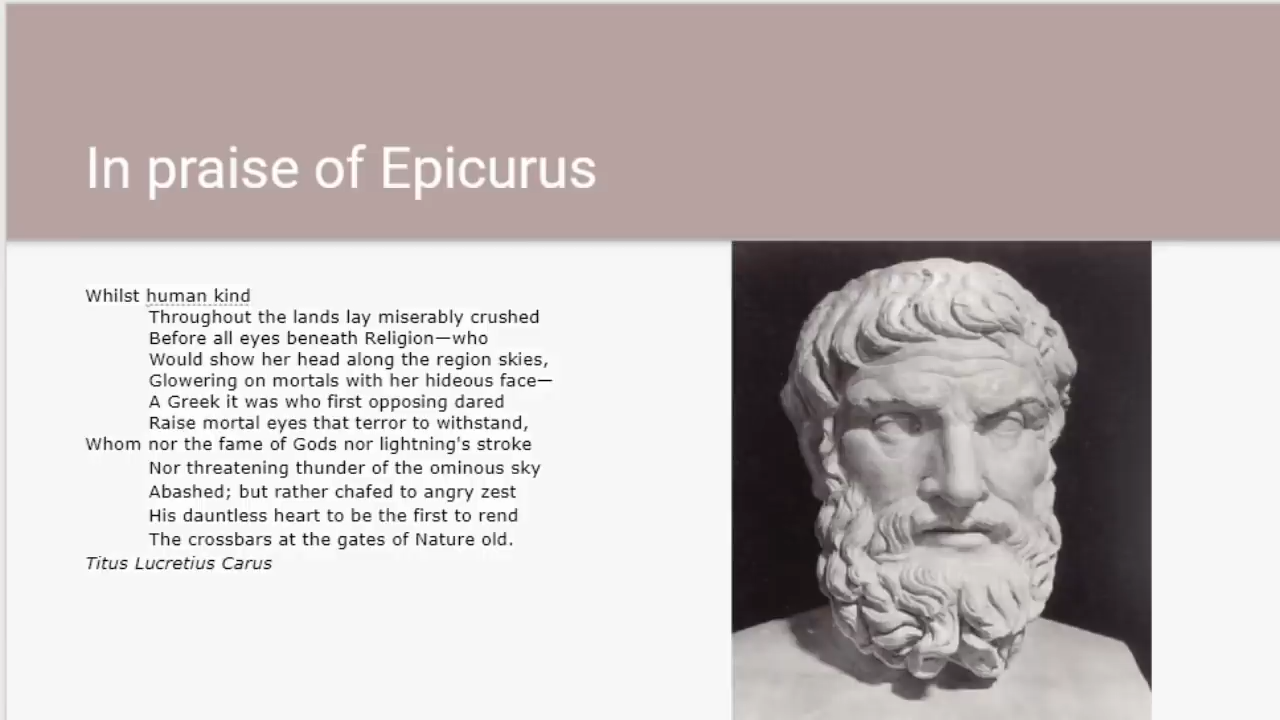 In praise of Epicurus
Whilst human kind
Throughout the lands lay miserably crushed
Before all eyes beneath Religion—who
Would show her head along the region skies,
Glowering on mortals with her hideous face—
A Greek it was who first opposing dared
Raise mortal eyes that terror to withstand,
Whom nor the fame of Gods nor lightning's stroke
Nor threatening thunder of the ominous sky
Abashed; but rather chafed to angry zest
His dauntless heart to be the first to rend
The crossbars at the gates of Nature old.
Titus Lucretius Carus